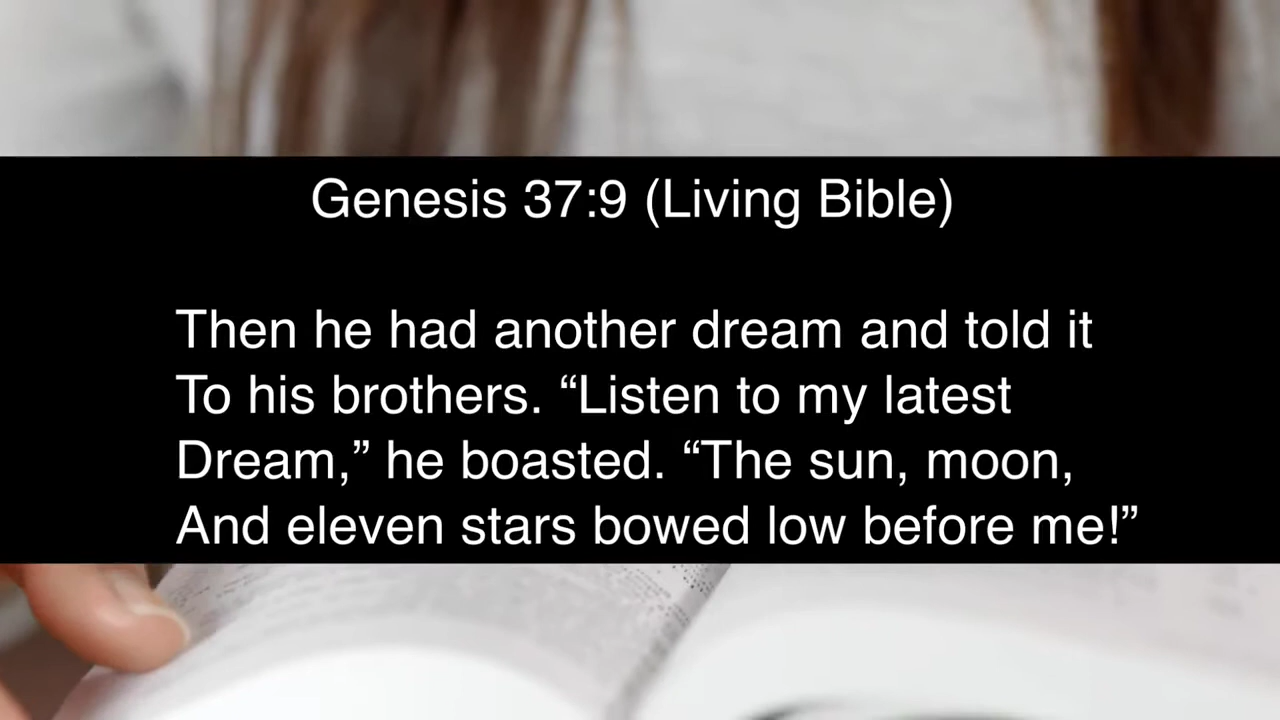 Genesis 37:9 (Living Bible)
Then he had another dream and told it
To his brothers. “Listen to my latest
Dream,” he boasted. “The sun, moon,
And eleven stars bowed low before me!”